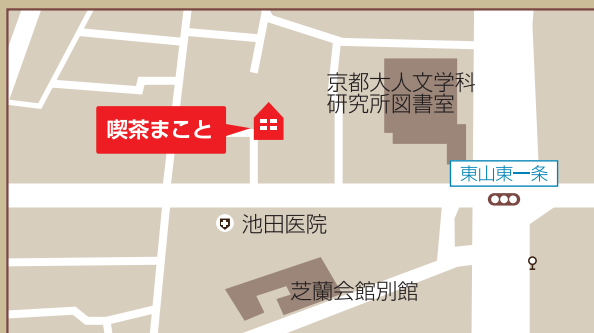 京都大人文学科
研究所図書室
喫茶まこと
東山東一条
池田医院
芝蘭会館別館